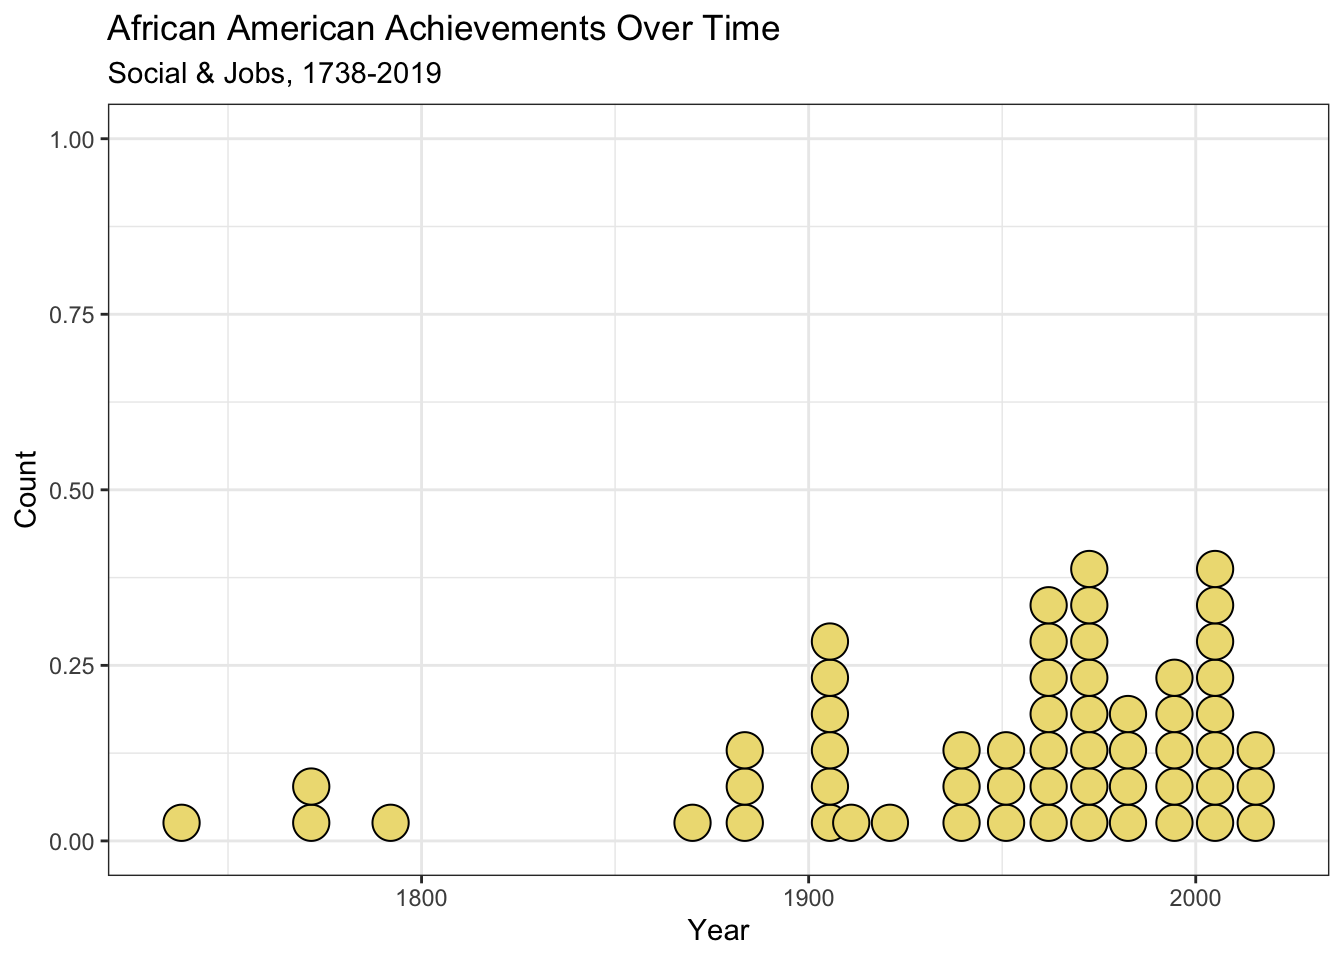 African American Achievements Over Time
Social & Jobs, 1738-2019
1.00
0.75
0.50
0.25
0.00
Count
1800
1900
2000
Year